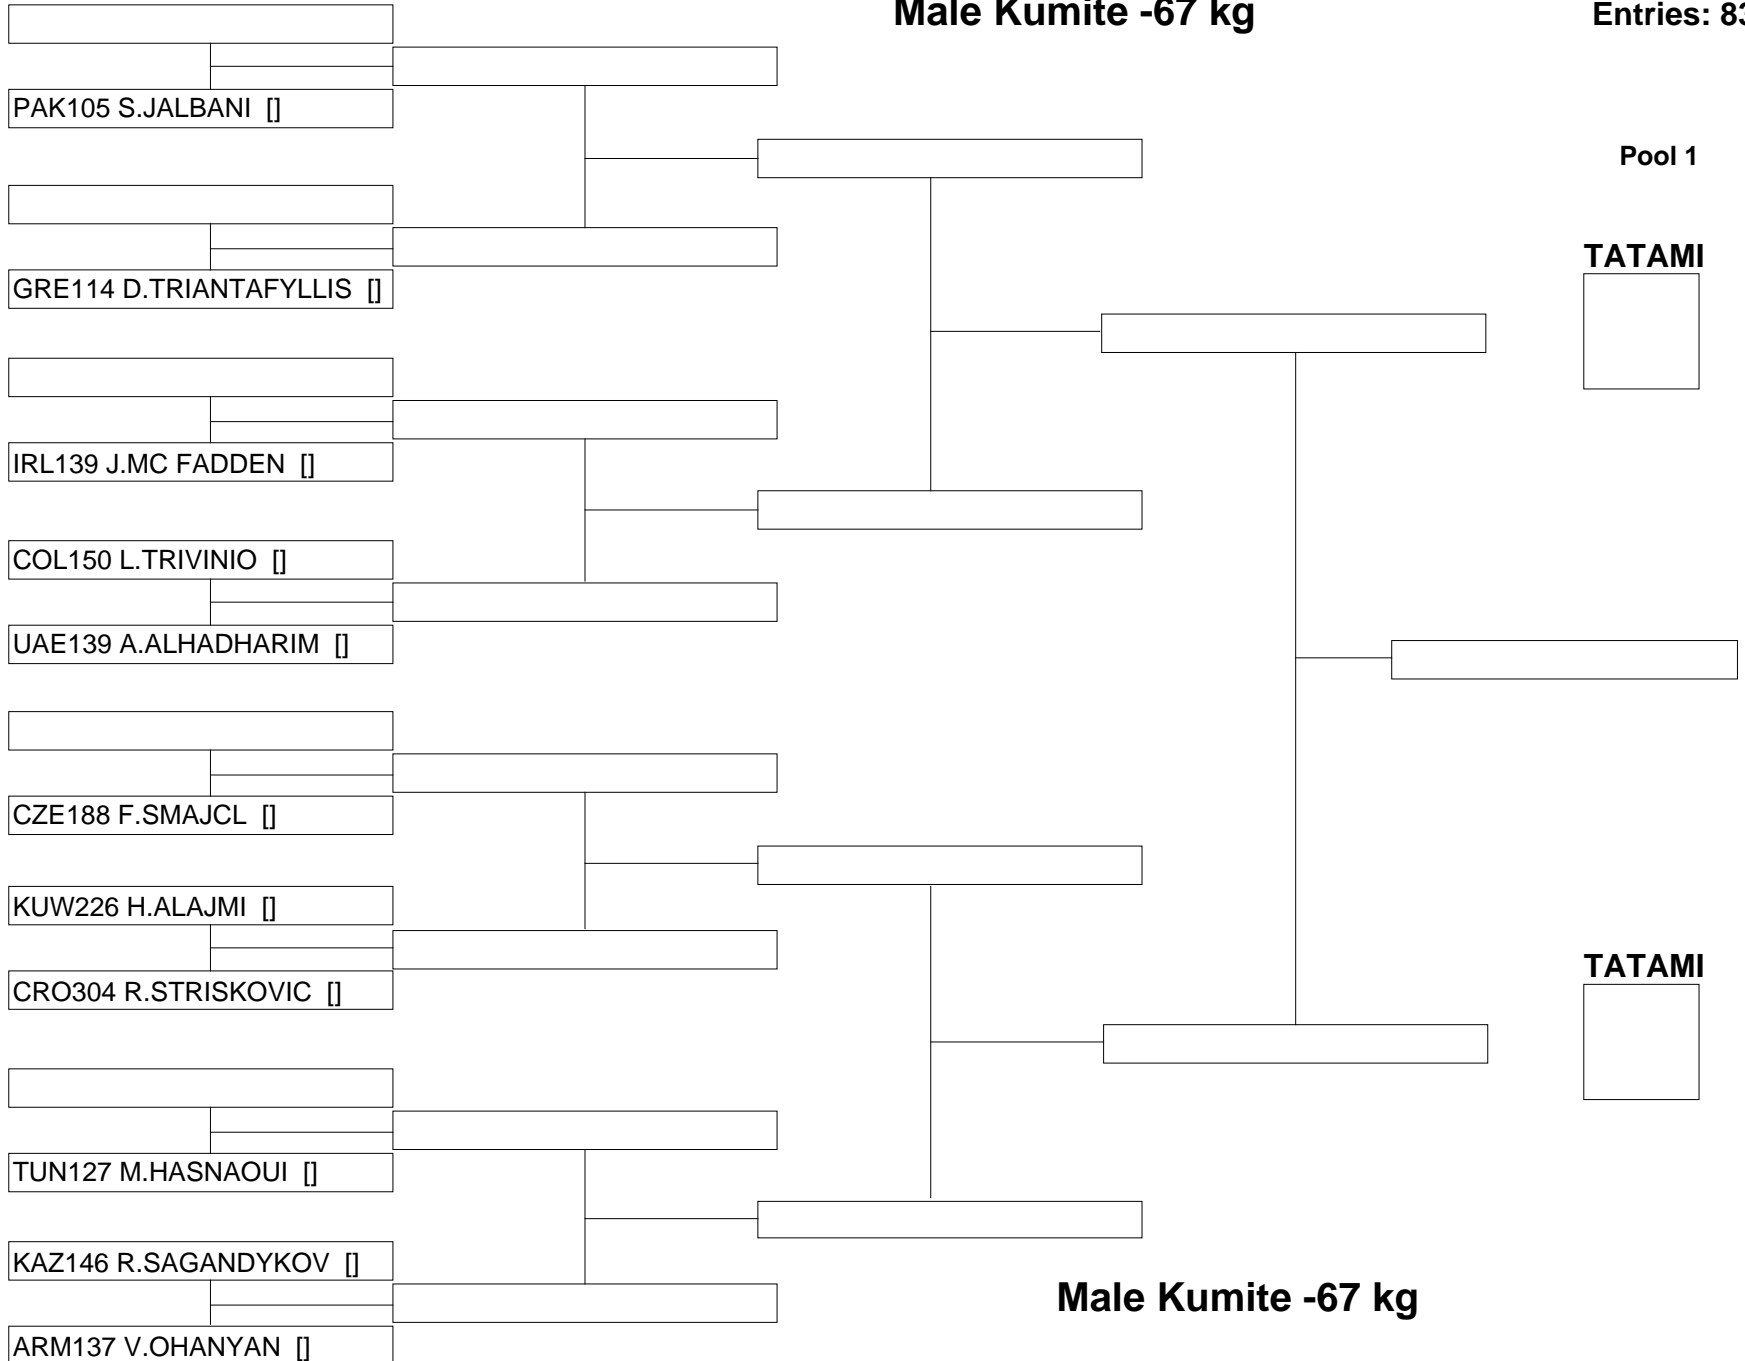 Male Kumite -67 kg
Entries: 83
PAK105 S.JALBANI []
Pool 1
GRE114 D.TRIANTAFYLLIS []
TATAMI
IRL139 J.MC FADDEN []
COL150 L.TRIVINIO []
UAE139 A.ALHADHARIM []
CZE188 F.SMAJCL []
KUW226 H.ALAJMI []
CRO304 R.STRISKOVIC []
TATAMI
TUN127 M.HASNAOUI []
KAZ146 R.SAGANDYKOV []
Male Kumite -67 kg
ARM137 V.OHANYAN []